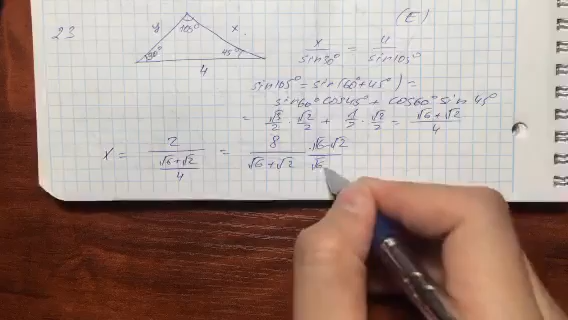 23
(E)
y 105° x
30° 45°
4
x/sin30° = 4/sin105°
sin105° = sin(60°+45°) =
sin60°cos45° + cos60° sin45°
= √3/2 · √2/2 + 1/2 · √2/2 = (√6+√2)/4
x = 2/((√6+√2)/4) = 8/(√6+√2) · (√6-√2)/√6